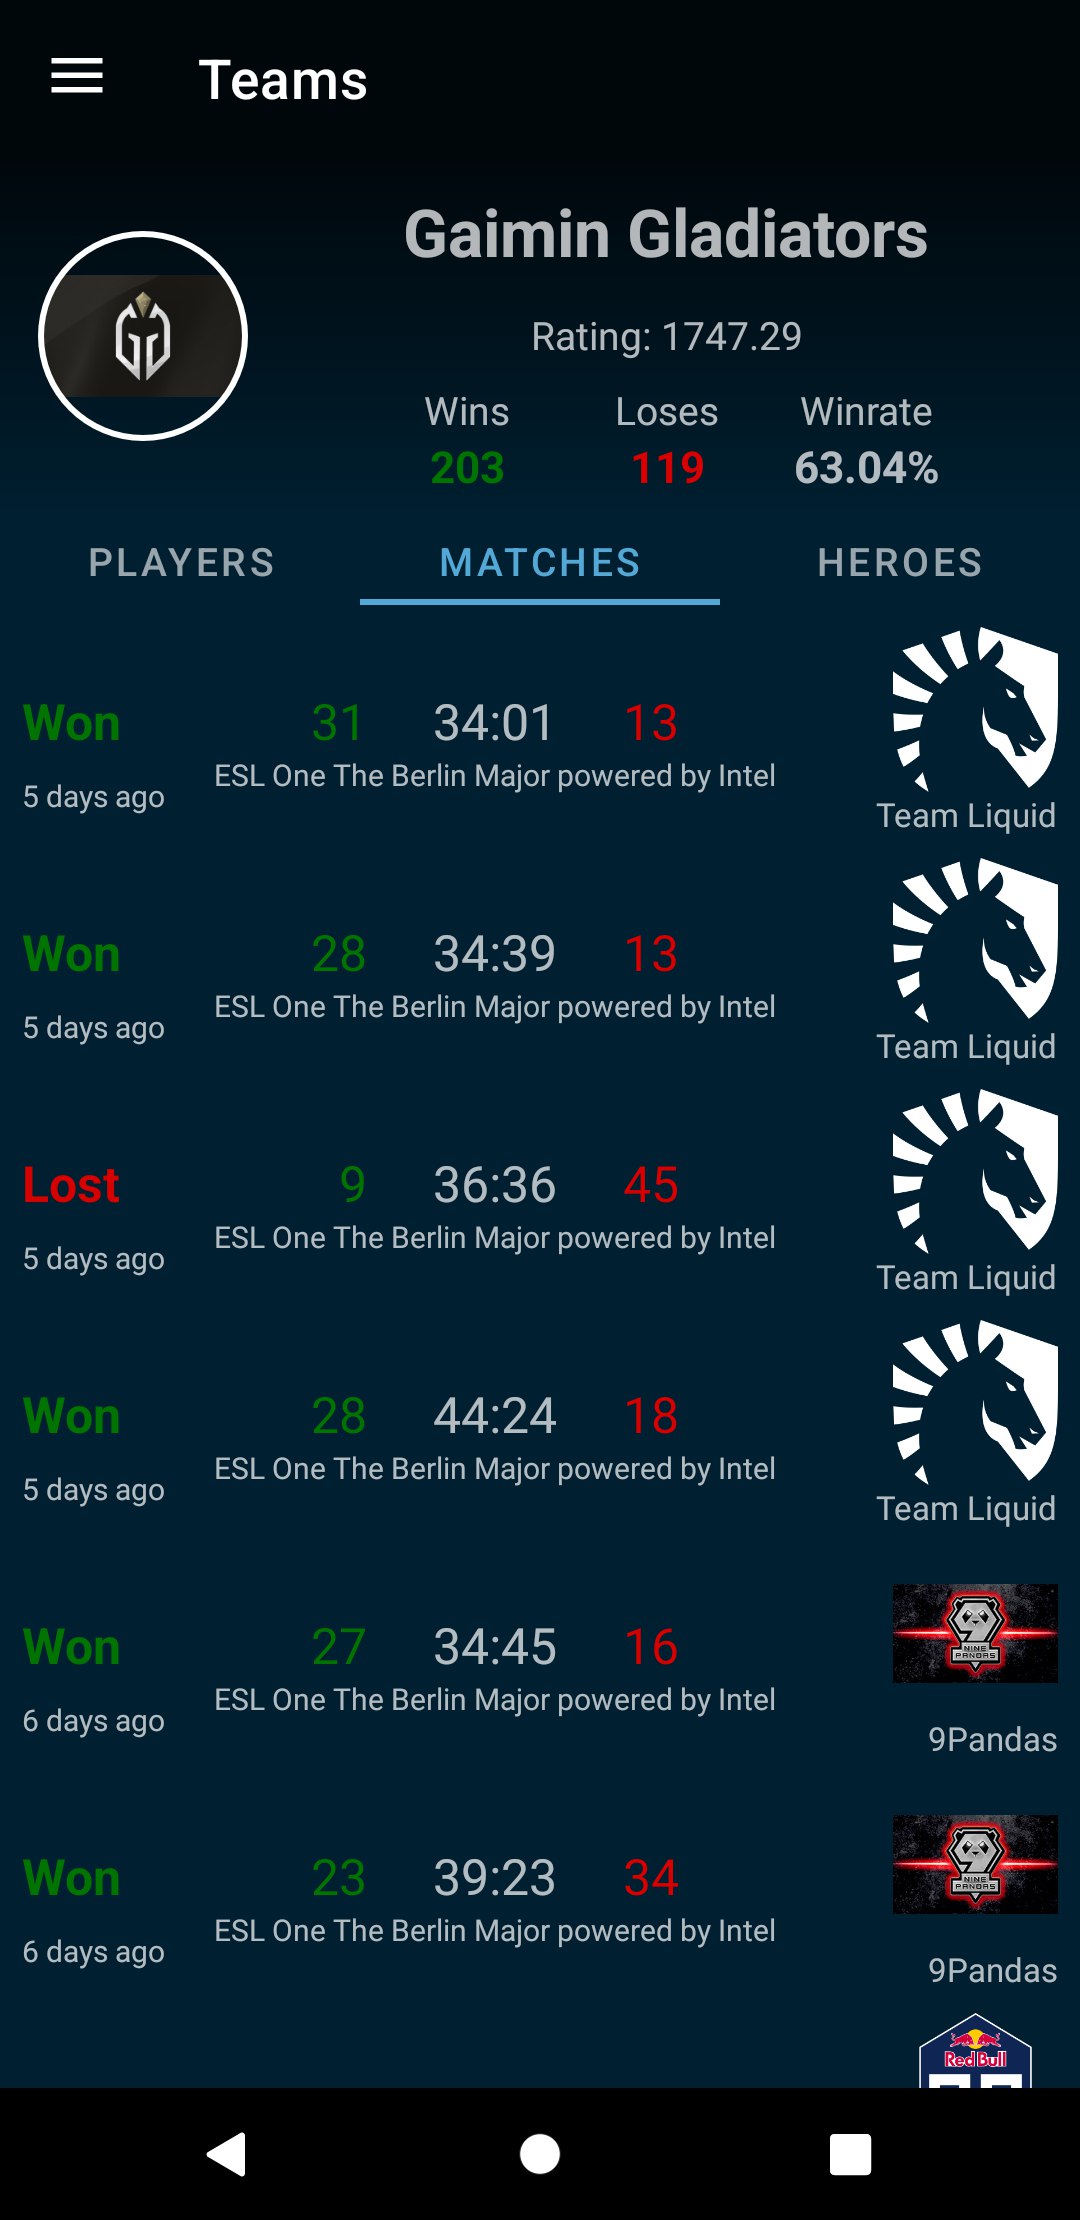 Teams
Gaimin Gladiators
Rating: 1747.29
Wins Loses Winrate
203 119 63.04%
PLAYERS MATCHES HEROES
Won 31 34:01 13
ESL One The Berlin Major powered by Intel
5 days ago
Team Liquid
Won 28 34:39 13
ESL One The Berlin Major powered by Intel
5 days ago
Team Liquid
Lost 9 36:36 45
ESL One The Berlin Major powered by Intel
5 days ago
Team Liquid
Won 28 44:24 18
ESL One The Berlin Major powered by Intel
5 days ago
Team Liquid
Won 27 34:45 16
ESL One The Berlin Major powered by Intel
6 days ago
NINE
PANDAS
9Pandas
Won 23 39:23 34
ESL One The Berlin Major powered by Intel
6 days ago
NINE
PANDAS
9Pandas
Red Bull